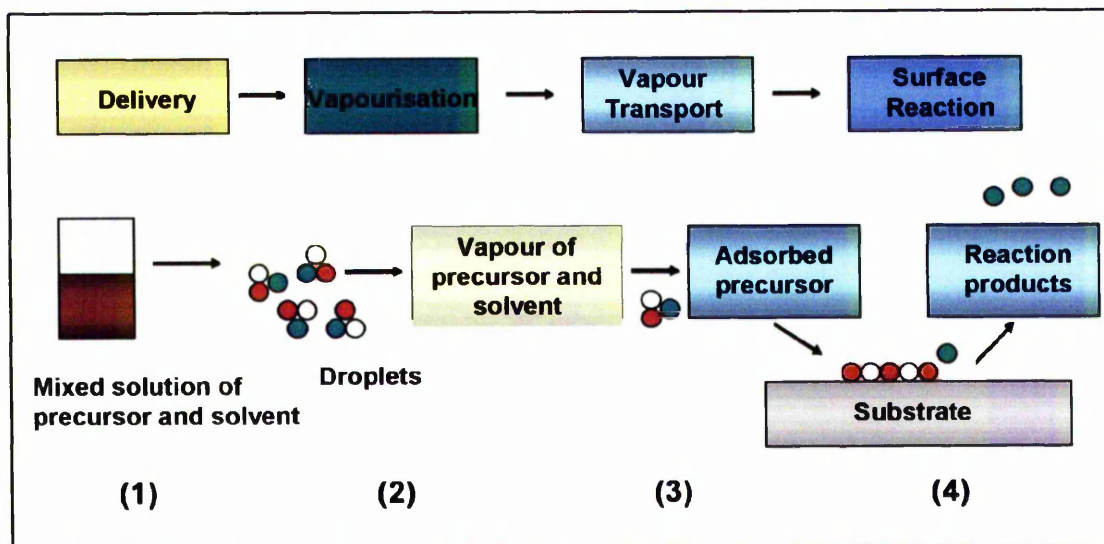 Delivery
Vapourisation
Vapour
Transport
Surface
Reaction
Vapour of
precursor and
solvent
Adsorbed
precursor
Reaction
products
Mixed solution of
precursor and solvent
Droplets
Substrate
(1)
(2)
(3)
(4)